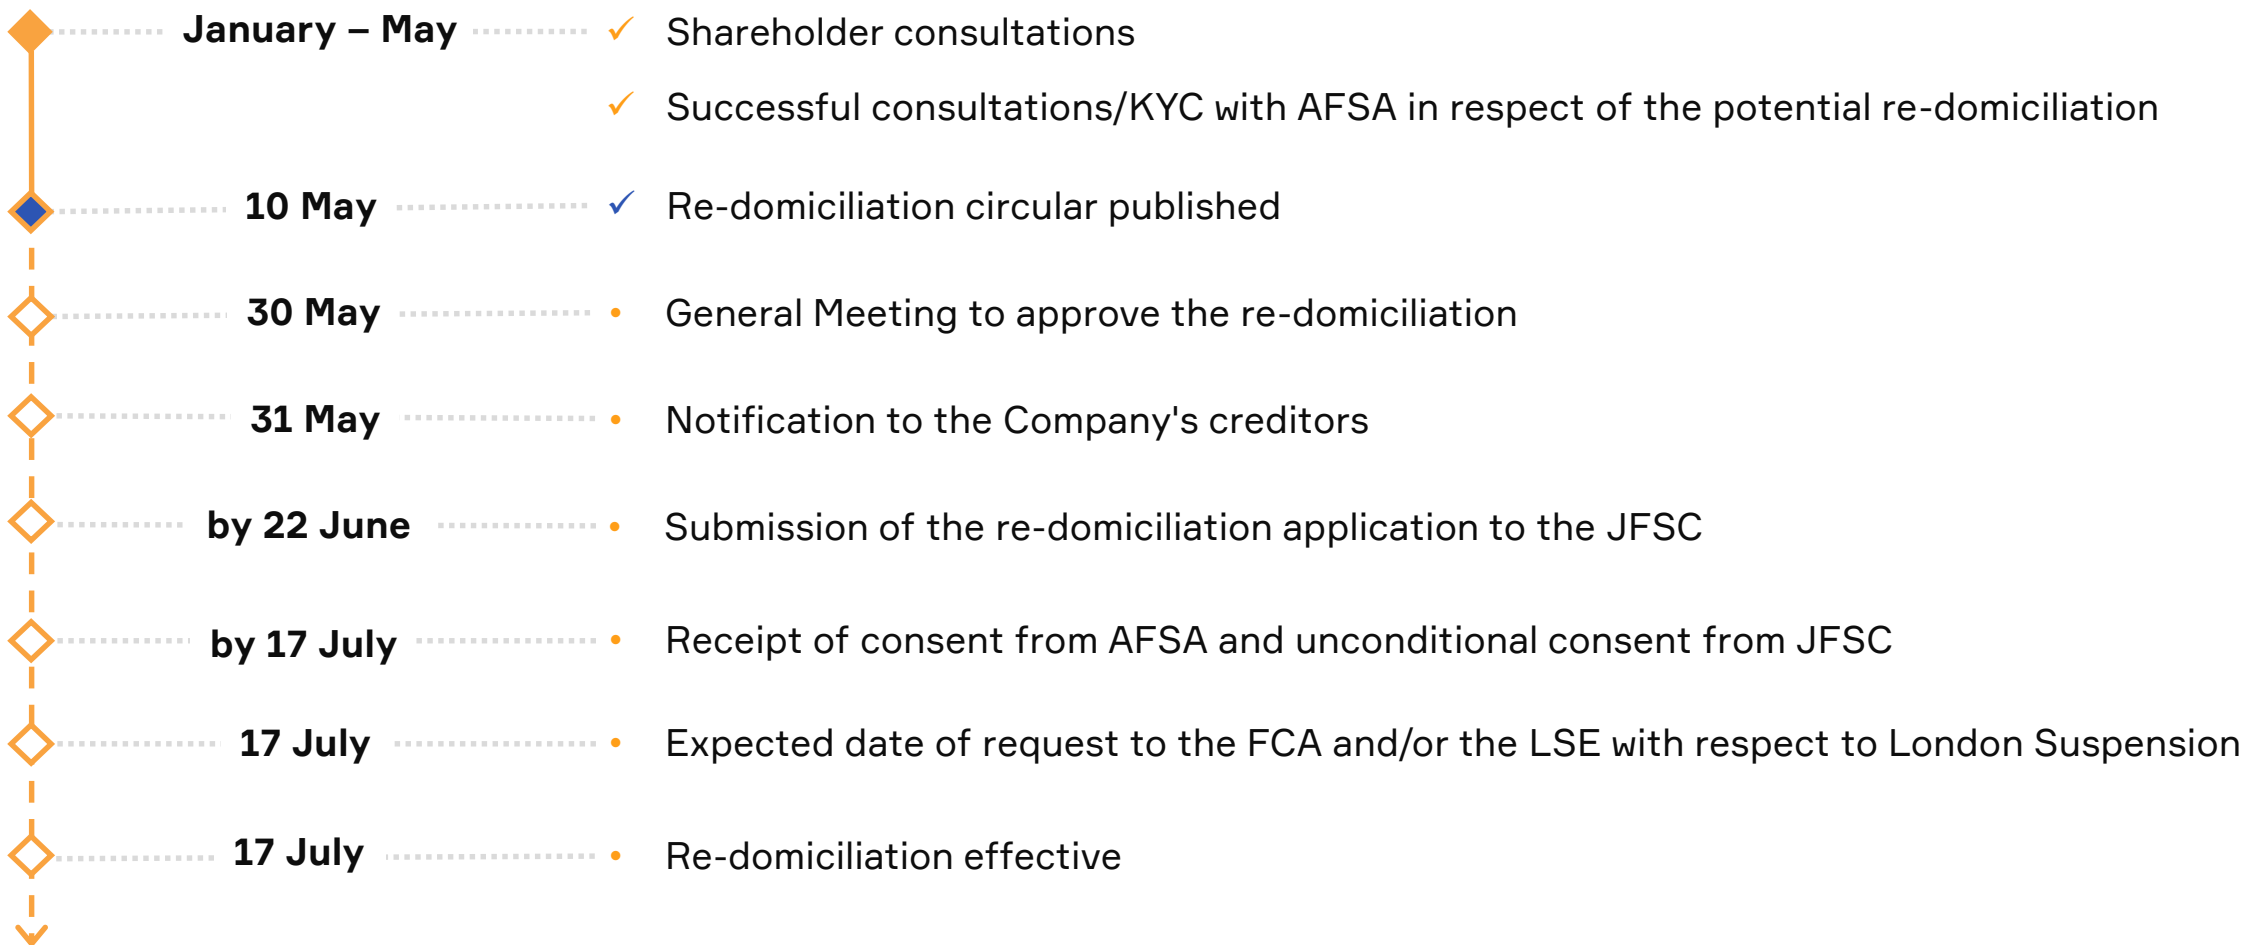 January – May ✓ Shareholder consultations
✓ Successful consultations/KYC with AFSA in respect of the potential re-domiciliation
10 May ✓ Re-domiciliation circular published
30 May • General Meeting to approve the re-domiciliation
31 May • Notification to the Company's creditors
by 22 June • Submission of the re-domiciliation application to the JFSC
by 17 July • Receipt of consent from AFSA and unconditional consent from JFSC
17 July • Expected date of request to the FCA and/or the LSE with respect to London Suspension
17 July • Re-domiciliation effective